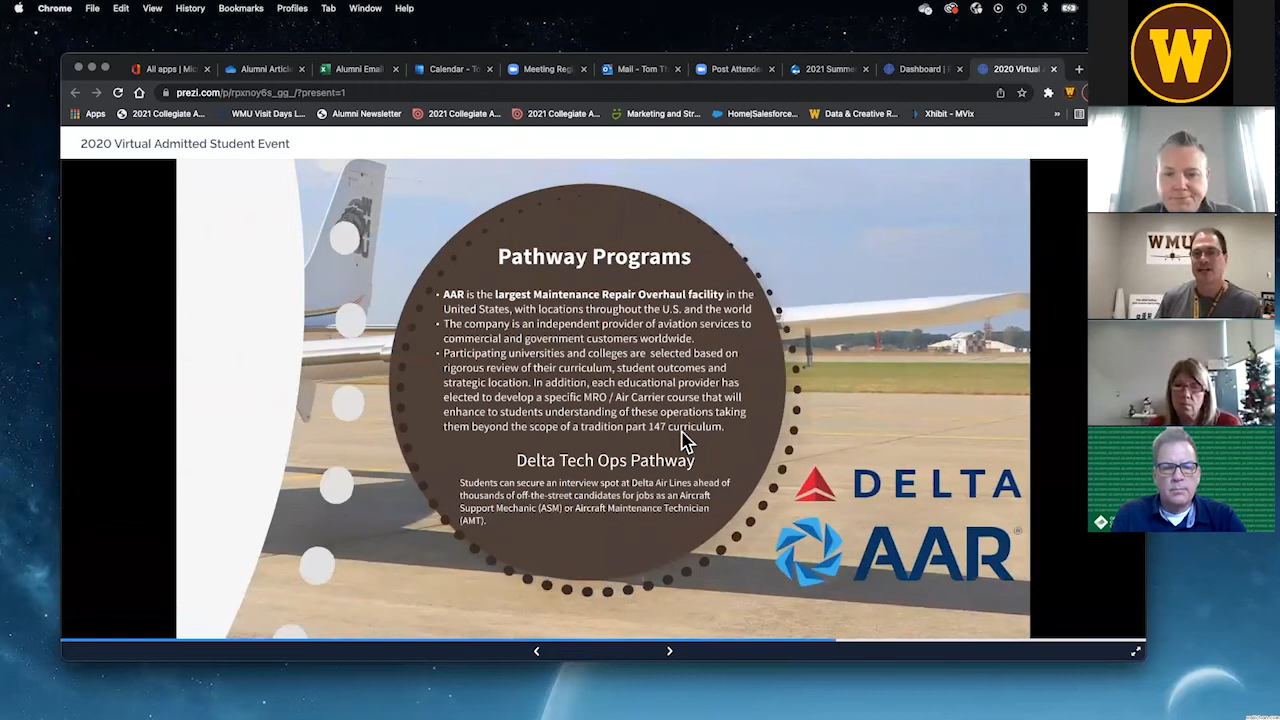 Chrome File Edit View History Bookmarks Profiles Tab Window Help
All apps | Mic Alumni Artic Alumni Email Calendar - To Meeting Reg Mail - Tom Th Post Attende 2021 Summe Dashboard | 2020 Virtual
prezi.com/p/rpxnoy6s_gg_/?present=1
Apps 2021 Collegiate A... WMU Visit Days L... Alumni Newsletter 2021 Collegiate A... 2021 Collegiate A... Marketing and Str... Home|Salesforce... Data & Creative R... Xhibit - MVix »
2020 Virtual Admitted Student Event
Pathway Programs
• AAR is the largest Maintenance Repair Overhaul facility in the
United States, with locations throughout the U.S. and the world
• The company is an independent provider of aviation services to
commercial and government customers worldwide.
• Participating universities and colleges are selected based on
rigorous review of their curriculum, student outcomes and
strategic location. In addition, each educational provider has
elected to develop a specific MRO / Air Carrier course that will
enhance to students understanding of these operations taking
them beyond the scope of a tradition part 147 curriculum.
Delta Tech Ops Pathway
Students can secure an interview spot at Delta Air Lines ahead of
other off-the-street candidates for jobs as an Aircraft
Support Mechanic (ASM) or Aircraft Maintenance Technician
(AMT).
DELTA
AAR®
W
WMU